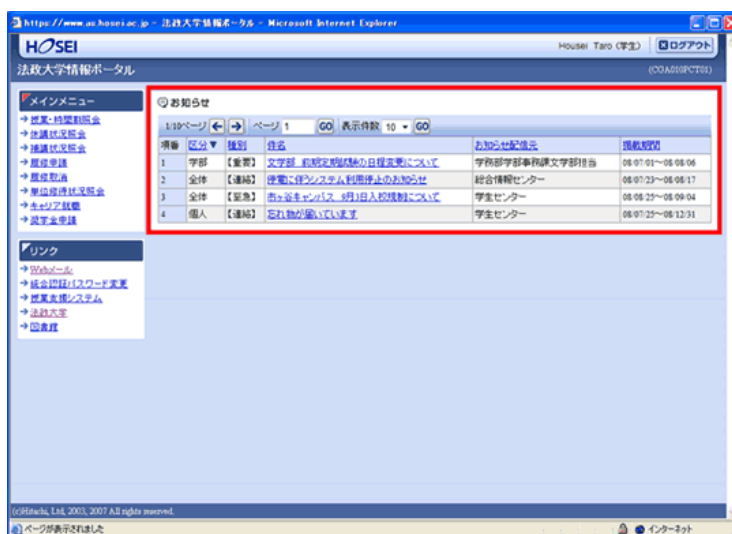 https://www.as.hosei.ac.jp - 法政大学情報ポータル - Microsoft Internet Explorer
HOSEI
Housei Taro (学生)
ログアウト
法政大学情報ポータル
(COA010PCT01)
メインメニュー
授業・時間割照会
休講状況照会
補講状況照会
履修申請
履修取消
単位修得状況照会
キャリア就職
奨学金申請
リンク
Webメール
統合認証パスワード変更
授業支援システム
法政大学
図書館
お知らせ
1/10ページ ページ 1 GO 表示件数 10 GO
項番 区分▼ 種別 件名 お知らせ配信元 掲載期間
1 学部 【重要】 文学部 前期定期試験の日程変更について 学務部学部事務課文学部担当 08/07/01~08/08/06
2 全体 【連絡】 停電に伴うシステム利用停止のお知らせ 総合情報センター 08/07/23~08/08/17
3 全体 【至急】 市ヶ谷キャンパス 9月1日入校規制について 学生センター 08/08/25~08/09/04
4 個人 【連絡】 忘れ物が届いています 学生センター 08/07/25~08/12/31
(c)Hitachi, Ltd, 2003, 2007 All rights reserved.
ページが表示されました
インターネット